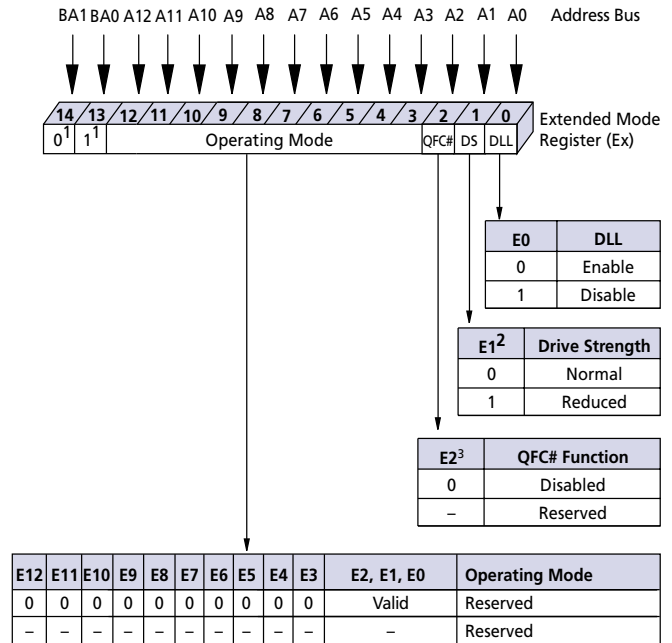 BA1 BA0 A12 A11 A10 A9 A8 A7 A6 A5 A4 A3 A2 A1 A0 Address Bus
14 13 12 11 10 9 8 7 6 5 4 3 2 1 0
Extended Mode
Register (Ex)
0¹ 1¹ Operating Mode QFC# DS DLL
E0 DLL
0 Enable
1 Disable
E1² Drive Strength
0 Normal
1 Reduced
E2³ QFC# Function
0 Disabled
– Reserved
E12 E11 E10 E9 E8 E7 E6 E5 E4 E3 E2, E1, E0 Operating Mode
0 0 0 0 0 0 0 0 0 0 Valid Reserved
– – – – – – – – – – – Reserved